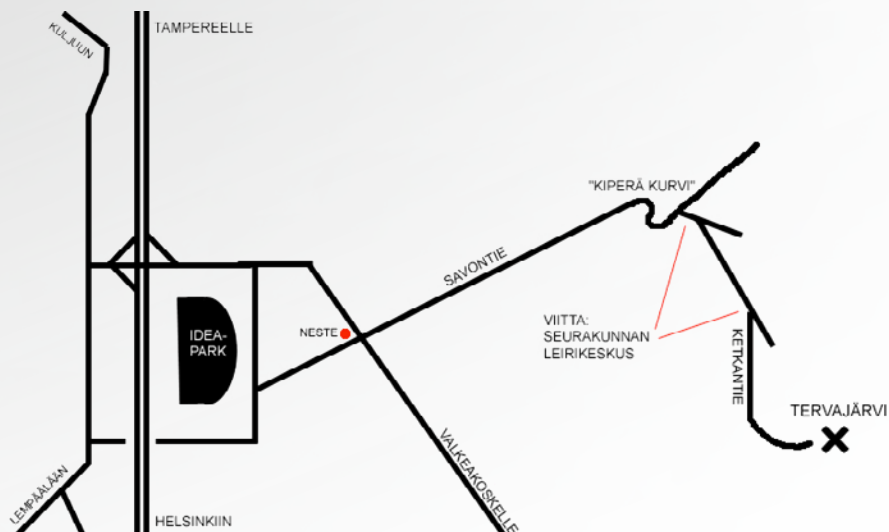 KULJUUN
TAMPEREELLE
"KIPERÄ KURVI"
SAVONTIE
NESTE
IDEA-
PARK
VIITTA:
SEURAKUNNAN
LEIRIKESKUS
KETKANTIE
TERVAJÄRVI
VALKEAKOSKELLE
LEMPÄÄLÄÄN
HELSINKIIN